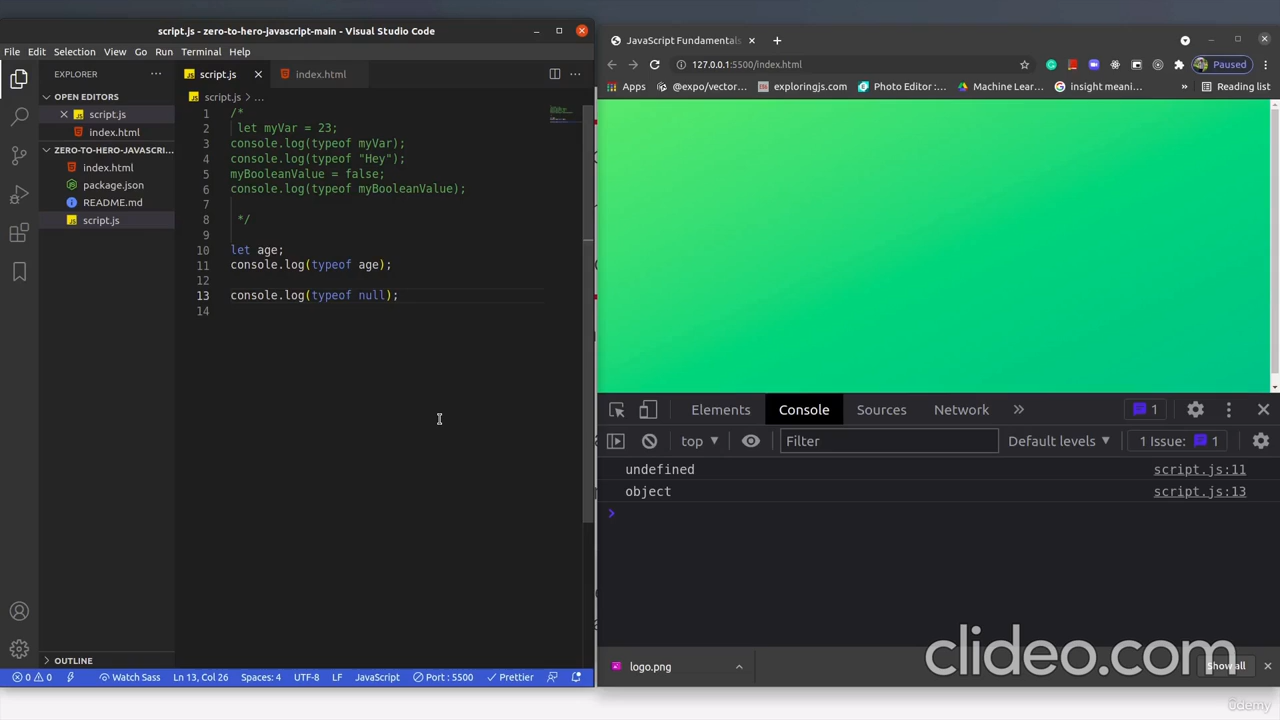 script.js - zero-to-hero-javascript-main - Visual Studio Code
File Edit Selection View Go Run Terminal Help
EXPLORER
OPEN EDITORS
script.js
index.html
ZERO-TO-HERO-JAVASCRI...
index.html
package.json
README.md
script.js
OUTLINE
script.js index.html
script.js > ...
1 /*
2 let myVar = 23;
3 console.log(typeof myVar);
4 console.log(typeof "Hey");
5 myBooleanValue = false;
6 console.log(typeof myBooleanValue);
7
8 */
9
10 let age;
11 console.log(typeof age);
12
13 console.log(typeof null);
14
0 0 Watch Sass Ln 13, Col 26 Spaces: 4 UTF-8 LF JavaScript Port : 5500 Prettier
JavaScript Fundamentals
127.0.0.1:5500/index.html
Paused
Apps @expo/vector... exploringjs.com Photo Editor :... Machine Lear... insight meani... » Reading list
Elements Console Sources Network »
1
top Filter Default levels 1 Issue: 1
undefined script.js:11
object script.js:13
logo.png
Show all
clideo.com
ûdemy